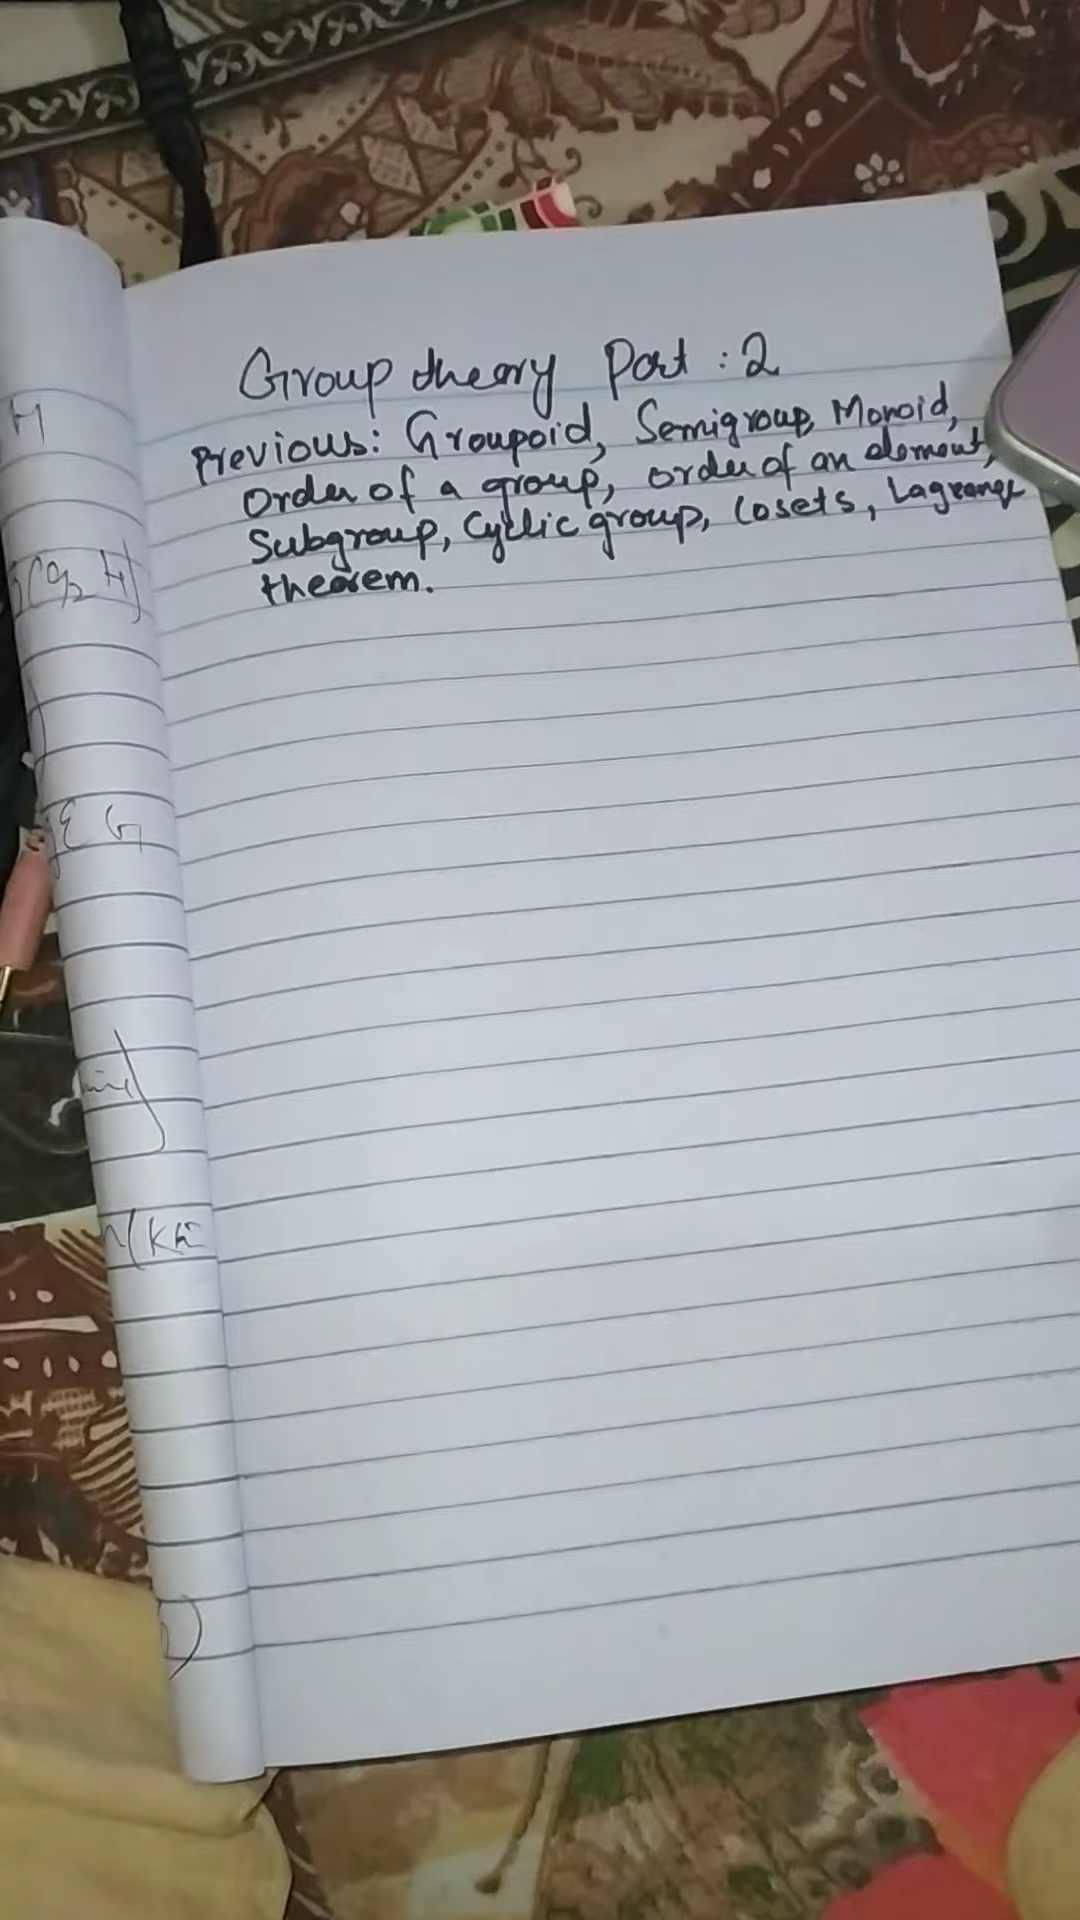 Group theory Part : 2
Previous: Groupoid, Semigroup, Monoid,
Order of a group, order of an element,
Subgroup, Cyclic group, Cosets, Lagrange
theorem.
H
(g2 H)
E G